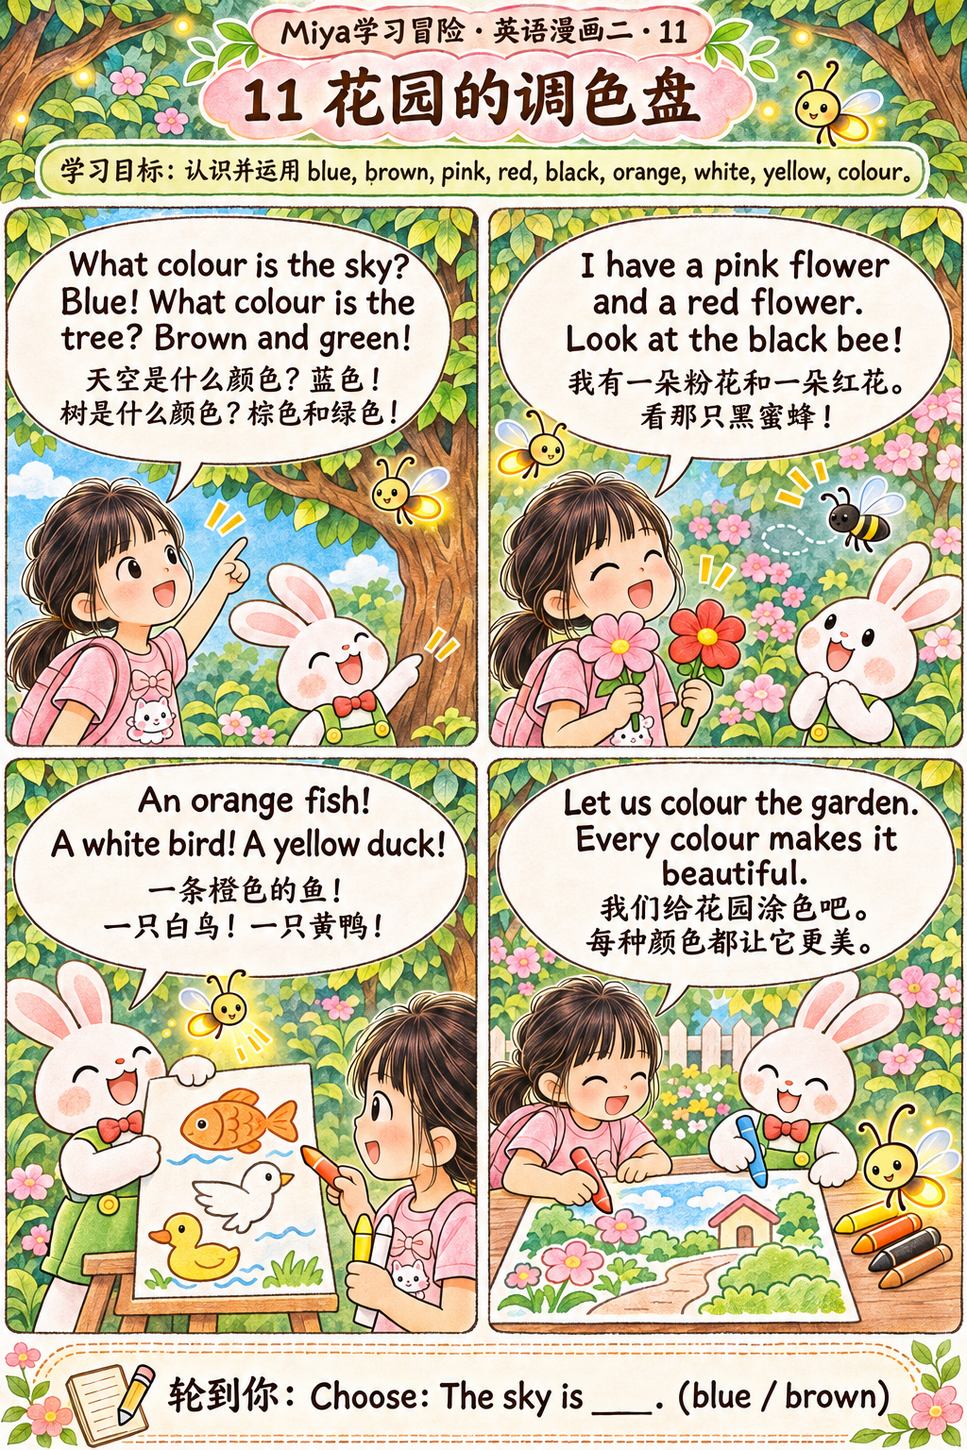 Miya学习冒险·英语漫画二·11
11 花园的调色盘
学习目标：认识并运用 blue, brown, pink, red, black, orange, white, yellow, colour。
What colour is the sky?
Blue! What colour is the
tree? Brown and green!
天空是什么颜色？蓝色！
树是什么颜色？棕色和绿色！
I have a pink flower
and a red flower.
Look at the black bee!
我有一朵粉花和一朵红花。
看那只黑蜜蜂！
An orange fish!
A white bird! A yellow duck!
一条橙色的鱼！
一只白鸟！一只黄鸭！
Let us colour the garden.
Every colour makes it
beautiful.
我们给花园涂色吧。
每种颜色都让它更美。
轮到你：Choose: The sky is ___. (blue / brown)